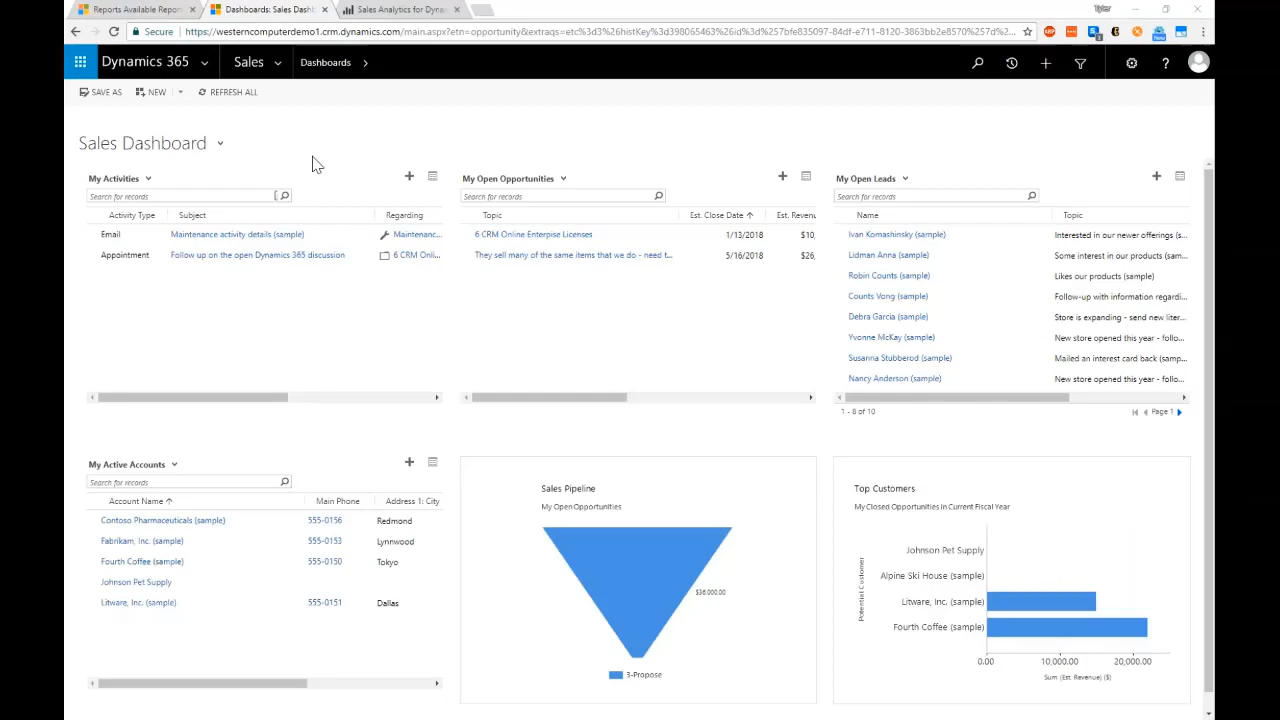 Reports Available Repor
Dashboards: Sales Dash
Sales Analytics for Dyna
Tyler
Secure
https://westerncomputerdemo1.crm.dynamics.com/main.aspx?etn=opportunity&extraqs=etc%3d3%26histKey%3d398065463%26id%3d%257bfe835097-84df-e711-8120-3863bb2e8570%257d%2...
Dynamics 365
Sales
Dashboards
SAVE AS
NEW
REFRESH ALL
Sales Dashboard
My Activities
Search for records
Activity Type Subject Regarding
Email Maintenance activity details (sample) Maintenanc...
Appointment Follow up on the open Dynamics 365 discussion 6 CRM Onli...
My Open Opportunities
Search for records
Topic Est. Close Date Est. Revenu
6 CRM Online Enterpise Licenses 1/13/2018 $10,
They sell many of the same items that we do - need t... 5/16/2018 $26,
My Open Leads
Search for records
Name Topic
Ivan Komashinsky (sample) Interested in our newer offerings (s...
Lidman Anna (sample) Some interest in our products (sam...
Robin Counts (sample) Likes our products (sample)
Counts Vong (sample) Follow-up with information regardi...
Debra Garcia (sample) Store is expanding - send new liter...
Yvonne McKay (sample) New store opened this year - follo...
Susanna Stubberod (sample) Mailed an interest card back (sam...
Nancy Anderson (sample) New store opened this year - follo...
1 - 8 of 10
Page 1
My Active Accounts
Search for records
Account Name Main Phone Address 1: City
Contoso Pharmaceuticals (sample) 555-0156 Redmond
Fabrikam, Inc. (sample) 555-0153 Lynnwood
Fourth Coffee (sample) 555-0150 Tokyo
Johnson Pet Supply
Litware, Inc. (sample) 555-0151 Dallas
Sales Pipeline
My Open Opportunities
$36,000.00
3-Propose
Top Customers
My Closed Opportunities in Current Fiscal Year
Potential Customer
Johnson Pet Supply
Alpine Ski House (sample)
Litware, Inc. (sample)
Fourth Coffee (sample)
0.00 10,000.00 20,000.00
Sum (Est. Revenue) ($)